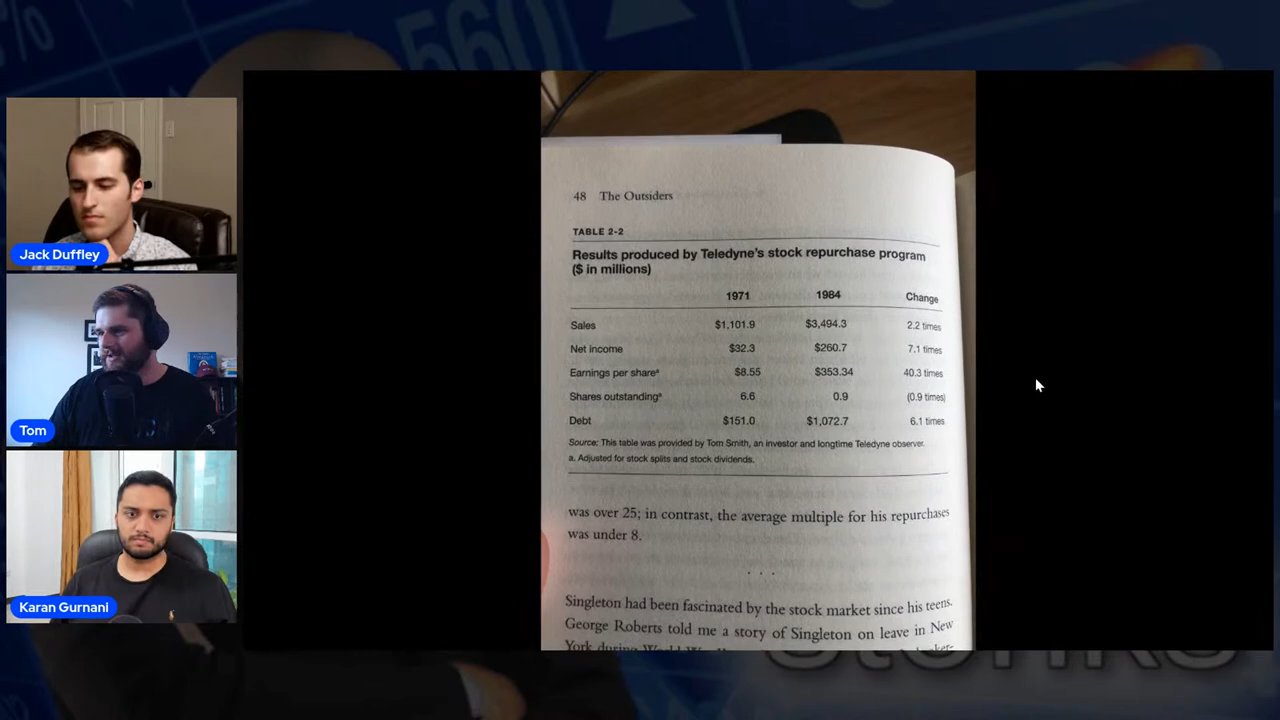 560
%
Jack Duffley
Tom
Karan Gurnani
48 The Outsiders
TABLE 2-2
Results produced by Teledyne's stock repurchase program
($ in millions)
1971 1984 Change
Sales $1,101.9 $3,494.3 2.2 times
Net income $32.3 $260.7 7.1 times
Earnings per shareª $8.55 $353.34 40.3 times
Shares outstandingª 6.6 0.9 (0.9 times)
Debt $151.0 $1,072.7 6.1 times
Source: This table was provided by Tom Smith, an investor and longtime Teledyne observer.
a. Adjusted for stock splits and stock dividends.
was over 25; in contrast, the average multiple for his repurchases
was under 8.
. . .
Singleton had been fascinated by the stock market since his teens.
George Roberts told me a story of Singleton on leave in New
York during World War